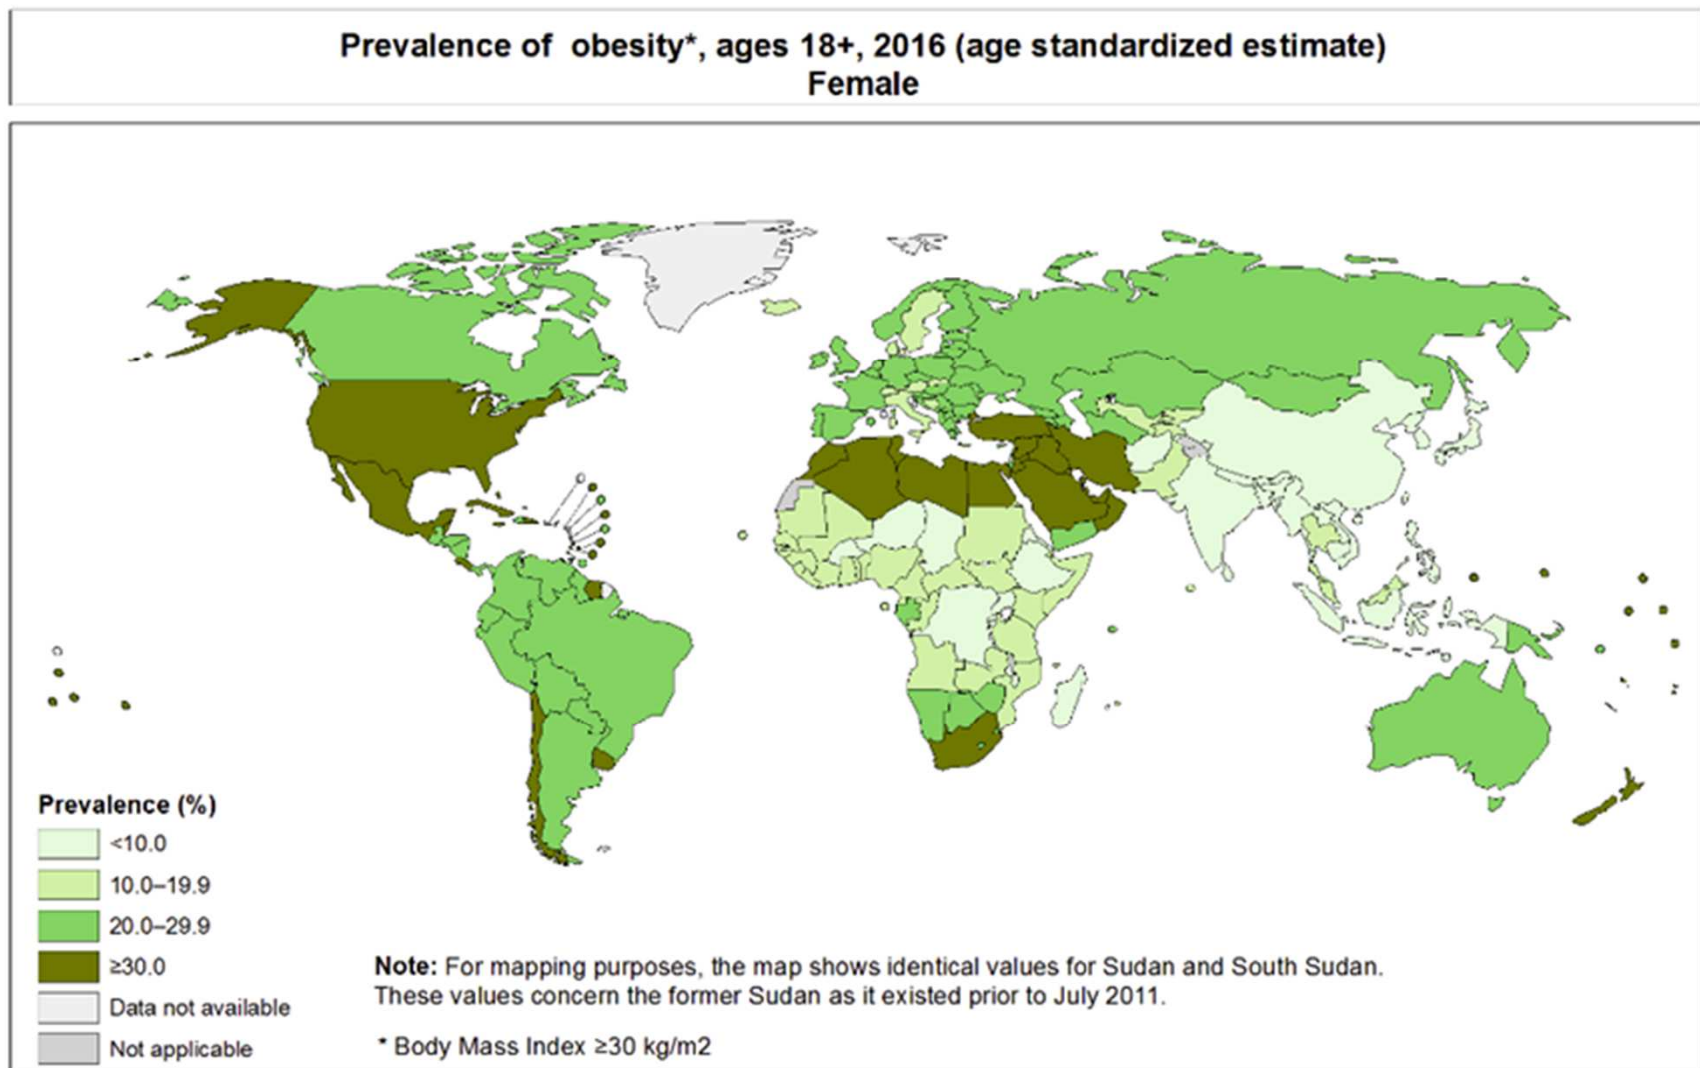 Prevalence of obesity*, ages 18+, 2016 (age standardized estimate)
Female
Prevalence (%)
<10.0
10.0–19.9
20.0–29.9
≥30.0
Data not available
Not applicable
Note: For mapping purposes, the map shows identical values for Sudan and South Sudan.
These values concern the former Sudan as it existed prior to July 2011.
* Body Mass Index ≥30 kg/m2